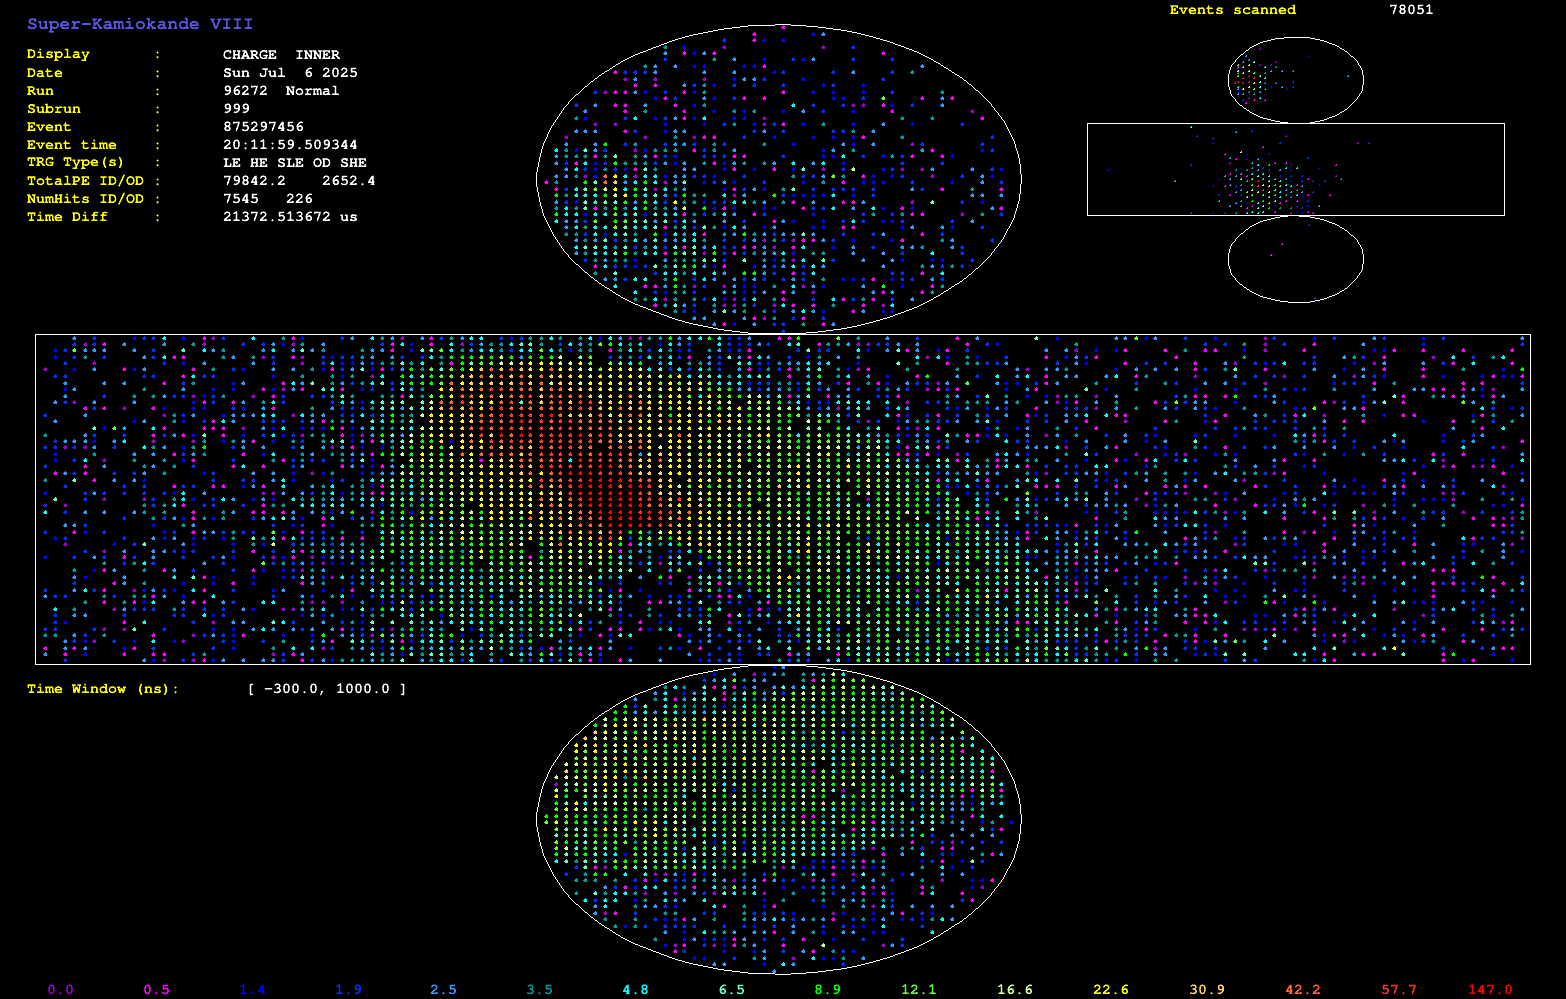 Super-Kamiokande VIII
Display : CHARGE INNER
Date : Sun Jul 6 2025
Run : 96272 Normal
Subrun : 999
Event : 875297456
Event time : 20:11:59.509344
TRG Type(s) : LE HE SLE OD SHE
TotalPE ID/OD : 79842.2 2652.4
NumHits ID/OD : 7545 226
Time Diff : 21372.513672 us
Events scanned 78051
Time Window (ns): [ -300.0, 1000.0 ]
0.0 0.5 1.4 1.9 2.5 3.5 4.8 6.5 8.9 12.1 16.6 22.6 30.9 42.2 57.7 147.0